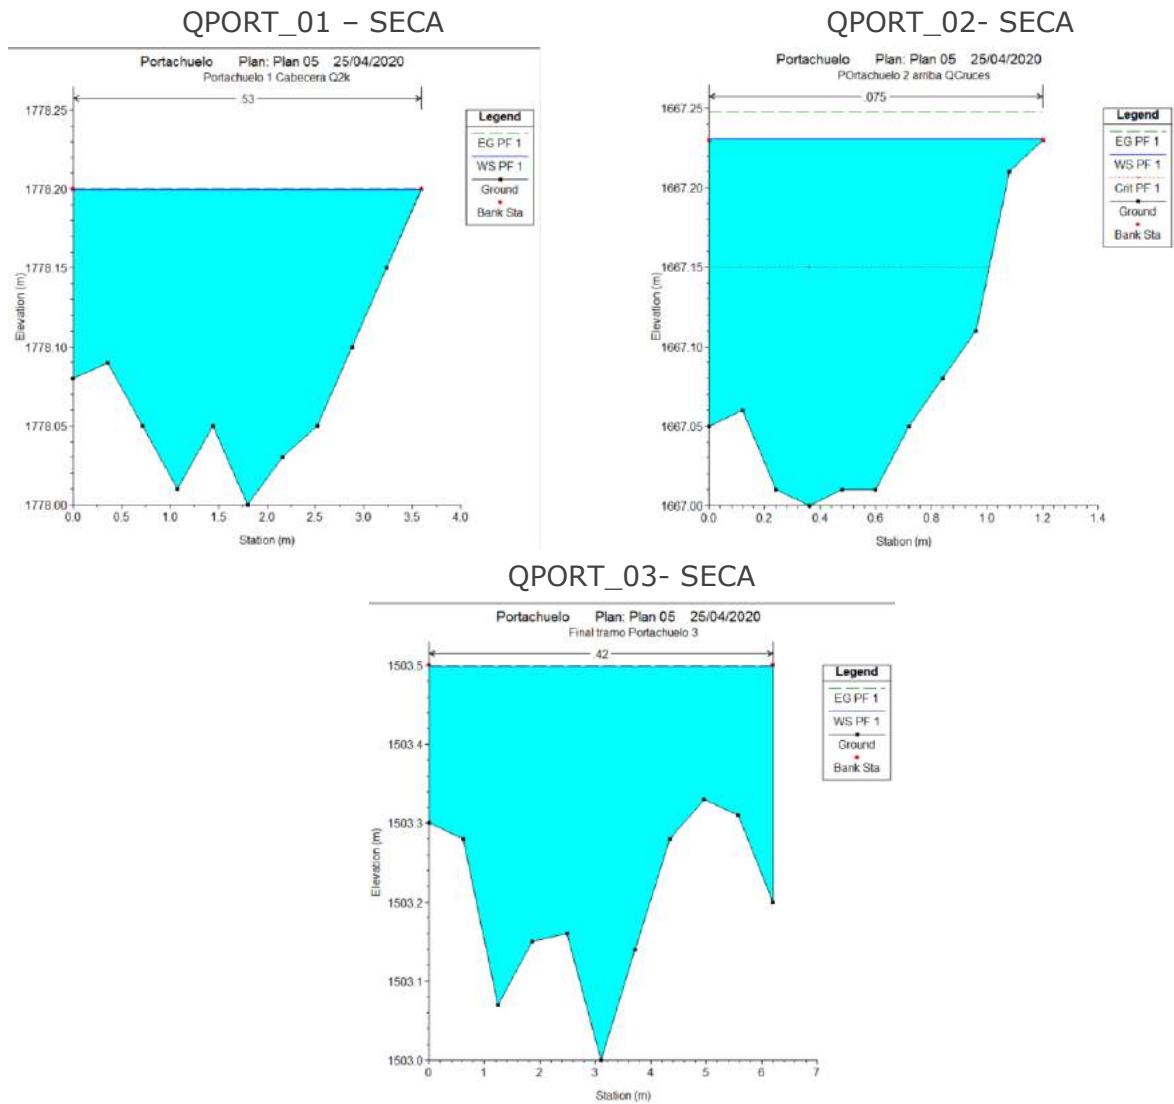 QPORT_01 – SECA
Portachuelo Plan: Plan 05 25/04/2020
Portachuelo 1 Cabecera Q2k
.53
1778.25
1778.20
1778.15
1778.10
1778.05
1778.00
Elevation (m)
0.0 0.5 1.0 1.5 2.0 2.5 3.0 3.5 4.0
Station (m)
Legend
EG PF 1
WS PF 1
Ground
Bank Sta
QPORT_02- SECA
Portachuelo Plan: Plan 05 25/04/2020
POrtachuelo 2 arriba QCruces
.075
1667.25
1667.20
1667.15
1667.10
1667.05
1667.00
Elevation (m)
0.0 0.2 0.4 0.6 0.8 1.0 1.2 1.4
Station (m)
Legend
EG PF 1
WS PF 1
Crit PF 1
Ground
Bank Sta
QPORT_03- SECA
Portachuelo Plan: Plan 05 25/04/2020
Final tramo Portachuelo 3
.42
1503.5
1503.4
1503.3
1503.2
1503.1
1503.0
Elevation (m)
0 1 2 3 4 5 6 7
Station (m)
Legend
EG PF 1
WS PF 1
Ground
Bank Sta